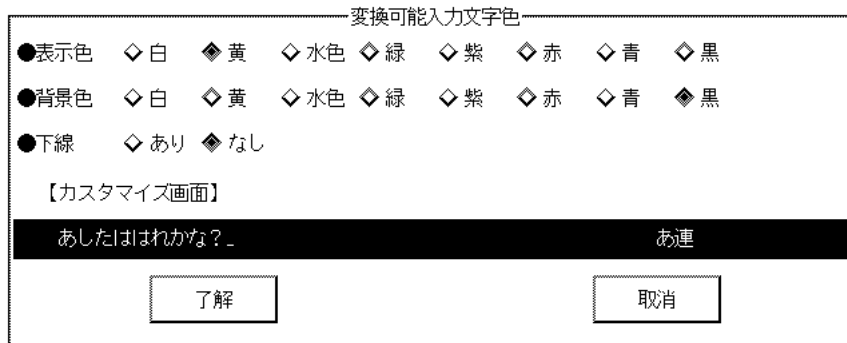 変換可能入力文字色
●表示色 ◇白 ◈黄 ◇水色 ◇緑 ◇紫 ◇赤 ◇青 ◇黒
●背景色 ◇白 ◇黄 ◇水色 ◇緑 ◇紫 ◇赤 ◇青 ◈黒
●下線 ◇あり ◈なし
【カスタマイズ画面】
あしたははれかな？_ あ連
了解 取消